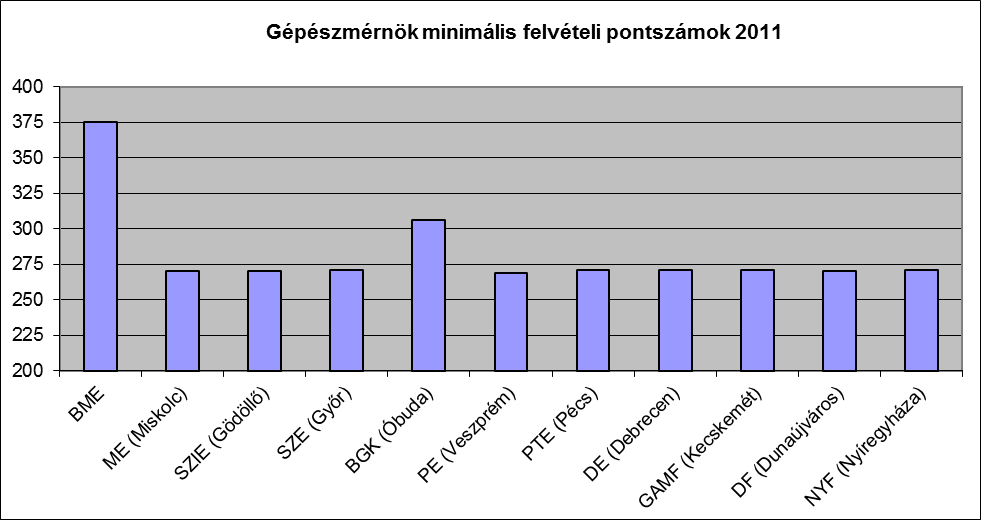 Gépészmérnök minimális felvételi pontszámok 2011
400
375
350
325
300
275
250
225
200
BME
ME (Miskolc)
SZIE (Gödöllő)
SZE (Győr)
BGK (Óbuda)
PE (Veszprém)
PTE (Pécs)
DE (Debrecen)
GAMF (Kecskemét)
DF (Dunaújváros)
NYF (Nyíregyháza)